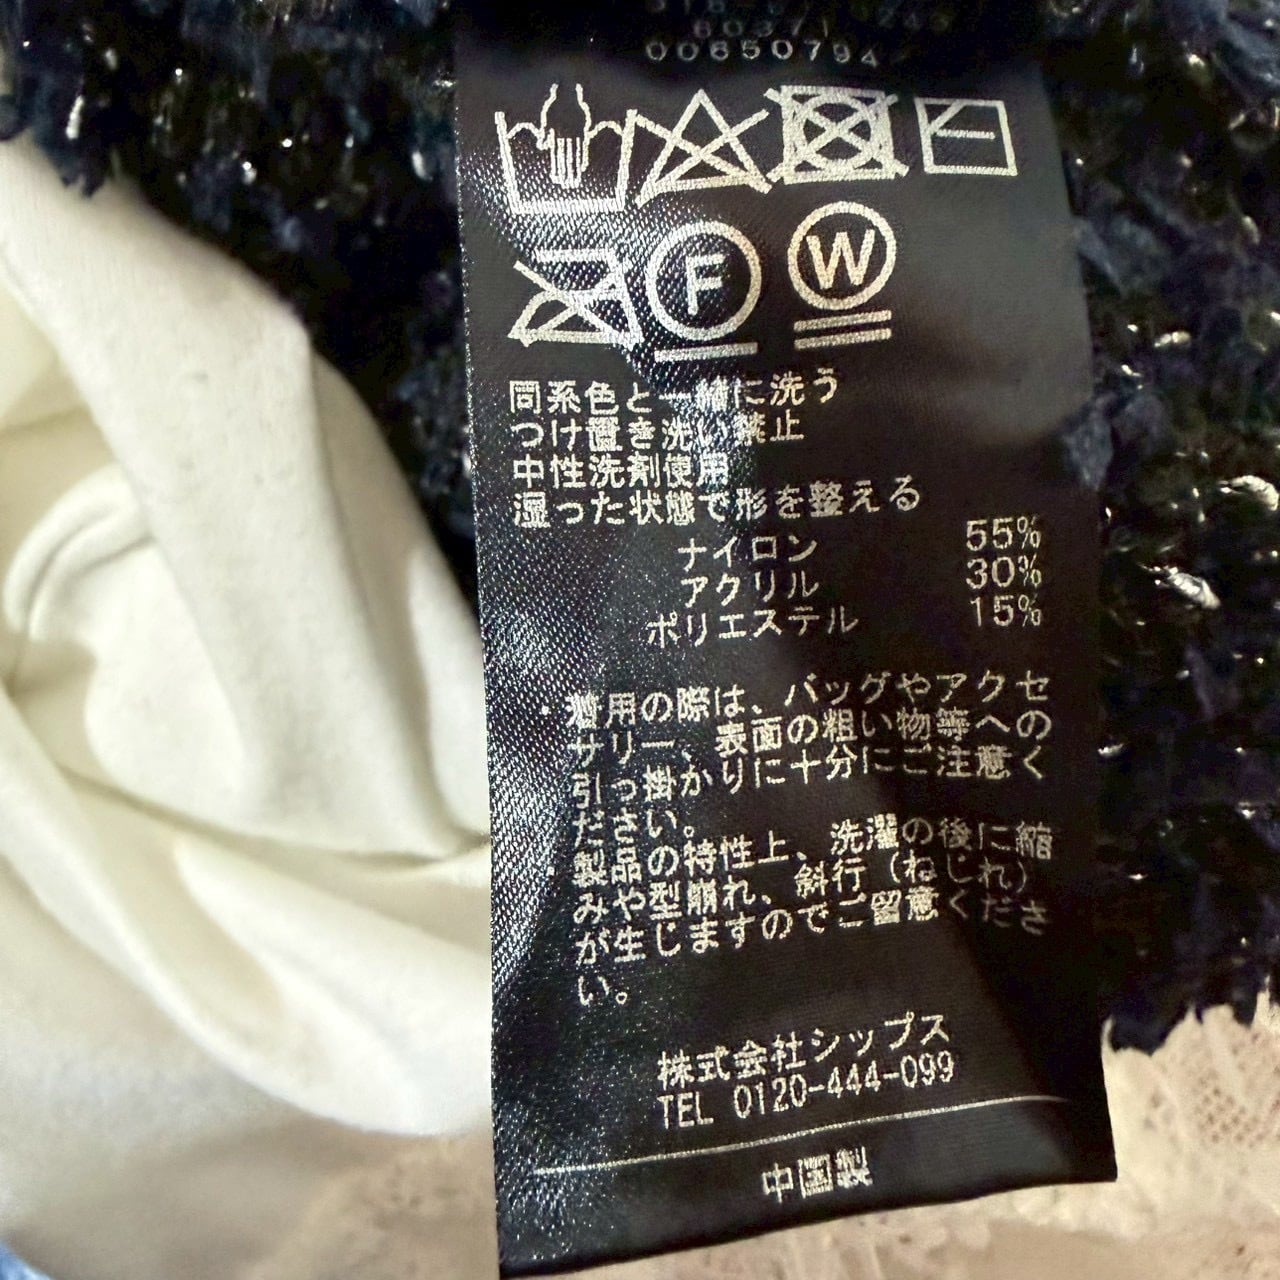 80371
00650794
F
W
同系色と一緒に洗う
つけ置き洗い禁止
中性洗剤使用
湿った状態で形を整える
ナイロン 55%
アクリル 30%
ポリエステル 15%
着用の際は、バッグやアクセ
サリー、表面の粗い物等への
引っ掛かりに十分にご注意く
ださい。
製品の特性上、洗濯の後に縮
みや型崩れ、斜行(ねじれ)
が生じますのでご留意くださ
い。
株式会社シップス
TEL 0120-444-099
中国製